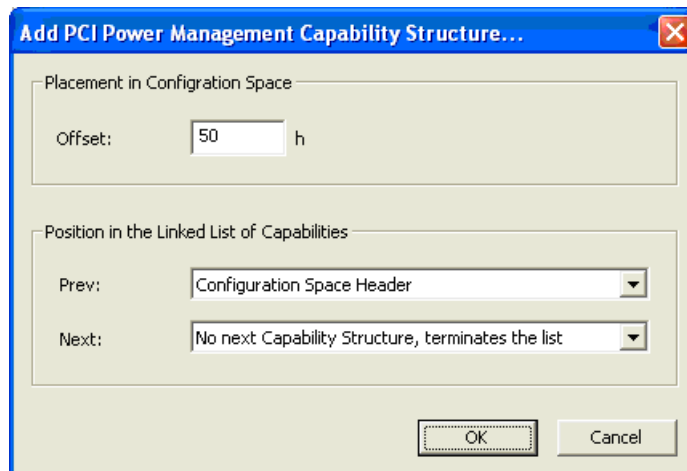 Add PCI Power Management Capability Structure...
Placement in Configration Space
Offset: 50 h
Position in the Linked List of Capabilities
Prev: Configuration Space Header
Next: No next Capability Structure, terminates the list
OK Cancel